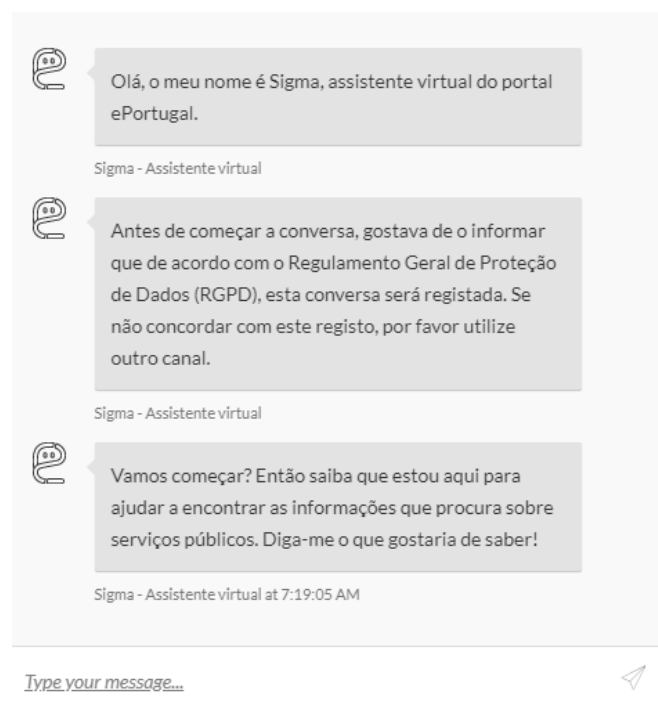 Olá, o meu nome é Sigma, assistente virtual do portal
ePortugal.
Sigma - Assistente virtual
Antes de começar a conversa, gostava de o informar
que de acordo com o Regulamento Geral de Proteção
de Dados (RGPD), esta conversa será registada. Se
não concordar com este registo, por favor utilize
outro canal.
Sigma - Assistente virtual
Vamos começar? Então saiba que estou aqui para
ajudar a encontrar as informações que procura sobre
serviços públicos. Diga-me o que gostaria de saber!
Sigma - Assistente virtual at 7:19:05 AM
Type your message...